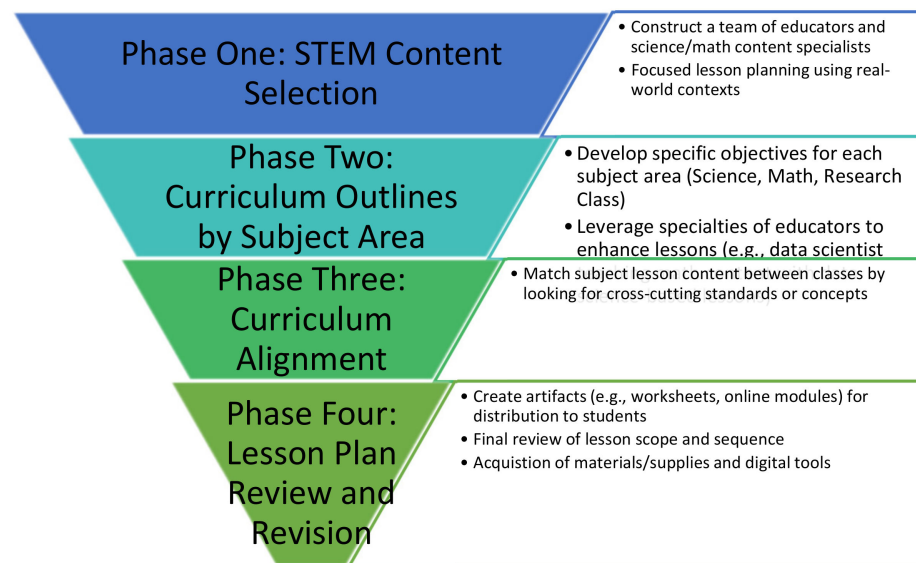 Phase One: STEM Content
Selection
• Construct a team of educators and
science/math content specialists
• Focused lesson planning using real-
world contexts
Phase Two:
Curriculum Outlines
by Subject Area
• Develop specific objectives for each
subject area (Science, Math, Research
Class)
• Leverage specialties of educators to
enhance lessons (e.g., data scientist
Phase Three:
Curriculum
Alignment
• Match subject lesson content between classes by
looking for cross-cutting standards or concepts
Phase Four:
Lesson Plan
Review and
Revision
• Create artifacts (e.g., worksheets, online modules) for
distribution to students
• Final review of lesson scope and sequence
• Acquistion of materials/supplies and digital tools